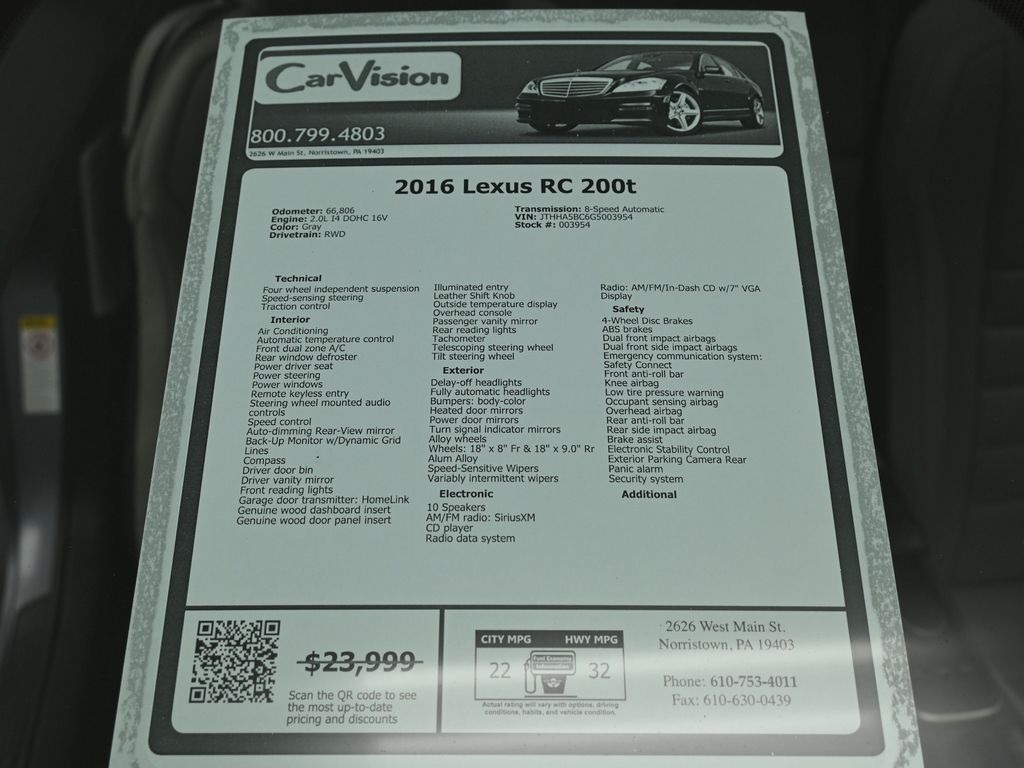 CarVision
800.799.4803
2626 W Main St, Norristown, PA 19403
2016 Lexus RC 200t
Odometer: 66,806
Engine: 2.0L I4 DOHC 16V
Color: Gray
Drivetrain: RWD
Transmission: 8-Speed Automatic
VIN: JTHHA5BC6G5003954
Stock #: 003954
Technical
Four wheel independent suspension
Speed-sensing steering
Traction control
Interior
Air Conditioning
Automatic temperature control
Front dual zone A/C
Rear window defroster
Power driver seat
Power steering
Power windows
Remote keyless entry
Steering wheel mounted audio
controls
Speed control
Auto-dimming Rear-View mirror
Back-Up Monitor w/Dynamic Grid
Lines
Compass
Driver door bin
Driver vanity mirror
Front reading lights
Garage door transmitter: HomeLink
Genuine wood dashboard insert
Genuine wood door panel insert
Illuminated entry
Leather Shift Knob
Outside temperature display
Overhead console
Passenger vanity mirror
Rear reading lights
Tachometer
Telescoping steering wheel
Tilt steering wheel
Exterior
Delay-off headlights
Fully automatic headlights
Bumpers: body-color
Heated door mirrors
Power door mirrors
Turn signal indicator mirrors
Alloy wheels
Wheels: 18" x 8" Fr & 18" x 9.0" Rr
Alum Alloy
Speed-Sensitive Wipers
Variably intermittent wipers
Electronic
10 Speakers
AM/FM radio: SiriusXM
CD player
Radio data system
Radio: AM/FM/In-Dash CD w/7" VGA
Display
Safety
4-Wheel Disc Brakes
ABS brakes
Dual front impact airbags
Dual front side impact airbags
Emergency communication system:
Safety Connect
Front anti-roll bar
Knee airbag
Low tire pressure warning
Occupant sensing airbag
Overhead airbag
Rear anti-roll bar
Rear side impact airbag
Brake assist
Electronic Stability Control
Exterior Parking Camera Rear
Panic alarm
Security system
Additional
$23,999
Scan the QR code to see
the most up-to-date
pricing and discounts
CITY MPG HWY MPG
22 Fuel Economy 32
Information
Actual rating will vary with options, driving
conditions, habits, and vehicle condition.
2626 West Main St.
Norristown, PA 19403
Phone: 610-753-4011
Fax: 610-630-0439